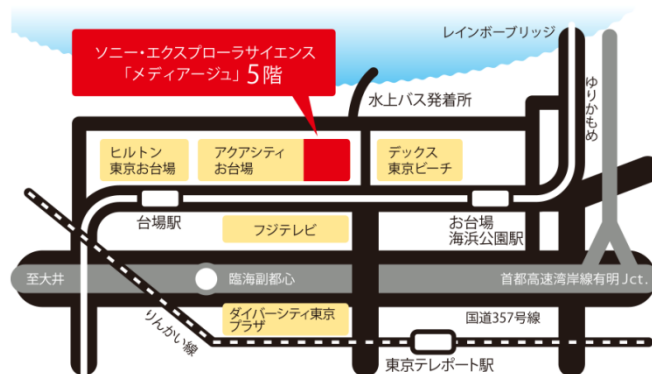 レインボーブリッジ
ソニー・エクスプローラサイエンス
「メディアージュ」5階
水上バス発着所
ゆりかもめ
ヒルトン
東京お台場
アクアシティ
お台場
デックス
東京ビーチ
台場駅
フジテレビ
お台場
海浜公園駅
至大井
臨海副都心
首都高速湾岸線有明Jct.
りんかい線
ダイバーシティ東京
プラザ
国道357号線
東京テレポート駅